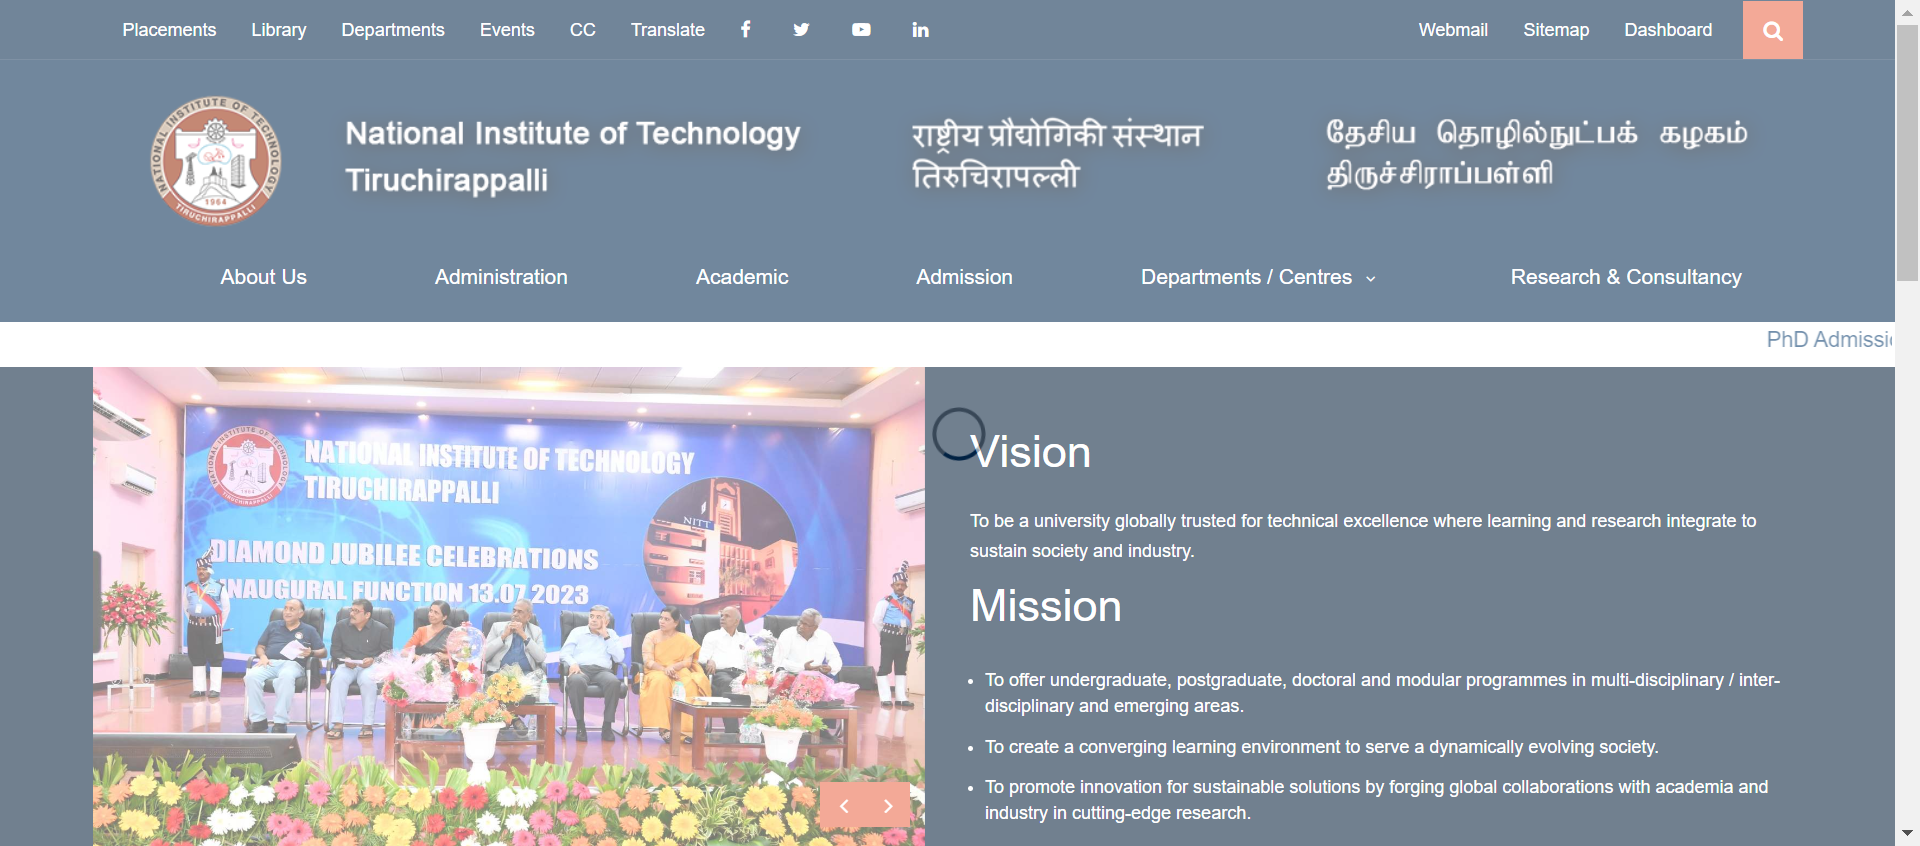 Placements Library Departments Events CC Translate Webmail Sitemap Dashboard
NATIONAL INSTITUTE OF TECHNOLOGY
1964
TIRUCHIRAPPALLI
National Institute of Technology
Tiruchirappalli
राष्ट्रीय प्रौद्योगिकी संस्थान
तिरुचिरापल्ली
தேசிய தொழில்நுட்பக் கழகம்
திருச்சிராப்பள்ளி
About Us Administration Academic Admission Departments / Centres Research & Consultancy
PhD Admissi
NATIONAL INSTITUTE OF TECHNOLOGY
TIRUCHIRAPPALLI
NITT
DIAMOND JUBILEE CELEBRATIONS
INAUGURAL FUNCTION 13.07.2023
Vision
To be a university globally trusted for technical excellence where learning and research integrate to
sustain society and industry.
Mission
• To offer undergraduate, postgraduate, doctoral and modular programmes in multi-disciplinary / inter-
disciplinary and emerging areas.
• To create a converging learning environment to serve a dynamically evolving society.
• To promote innovation for sustainable solutions by forging global collaborations with academia and
industry in cutting-edge research.